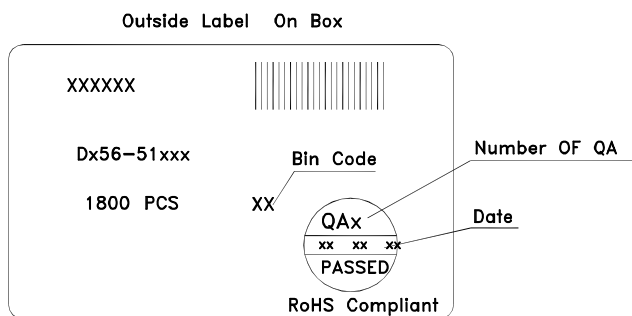 Outside Label On Box
XXXXXX
Dx56-51xxx
Bin Code
Number OF QA
1800 PCS
XX
QAx
Date
xx xx xx
PASSED
RoHS Compliant